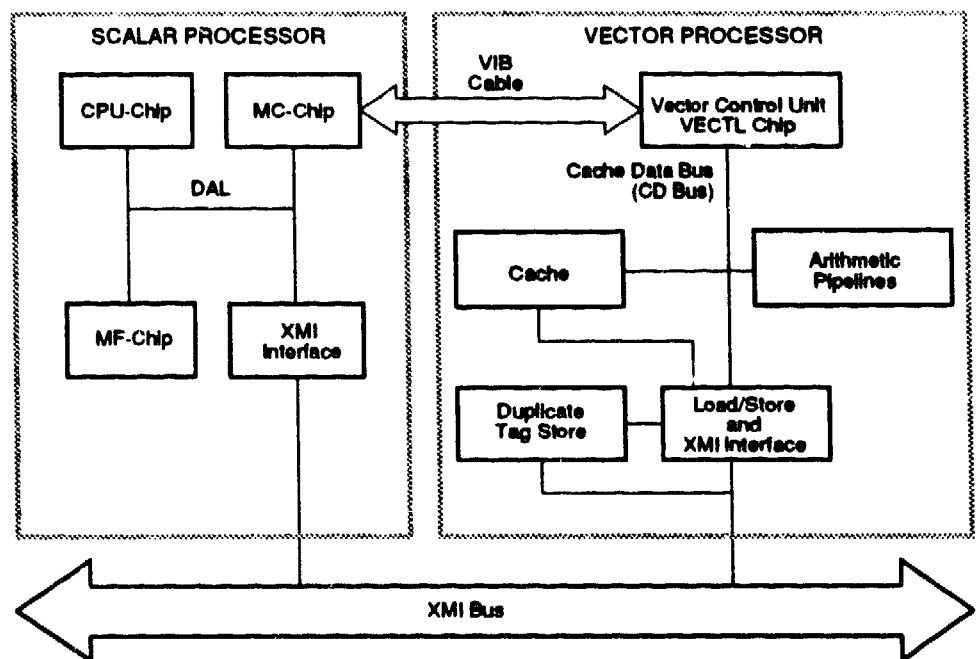 SCALAR PROCESSOR
VECTOR PROCESSOR
CPU-Chip
MC-Chip
VIB
Cable
Vector Control Unit
VECTL Chip
DAL
Cache Data Bus
(CD Bus)
Cache
Arithmetic
Pipelines
MF-Chip
XMI
Interface
Duplicate
Tag Store
Load/Store
and
XMI Interface
XMI Bus